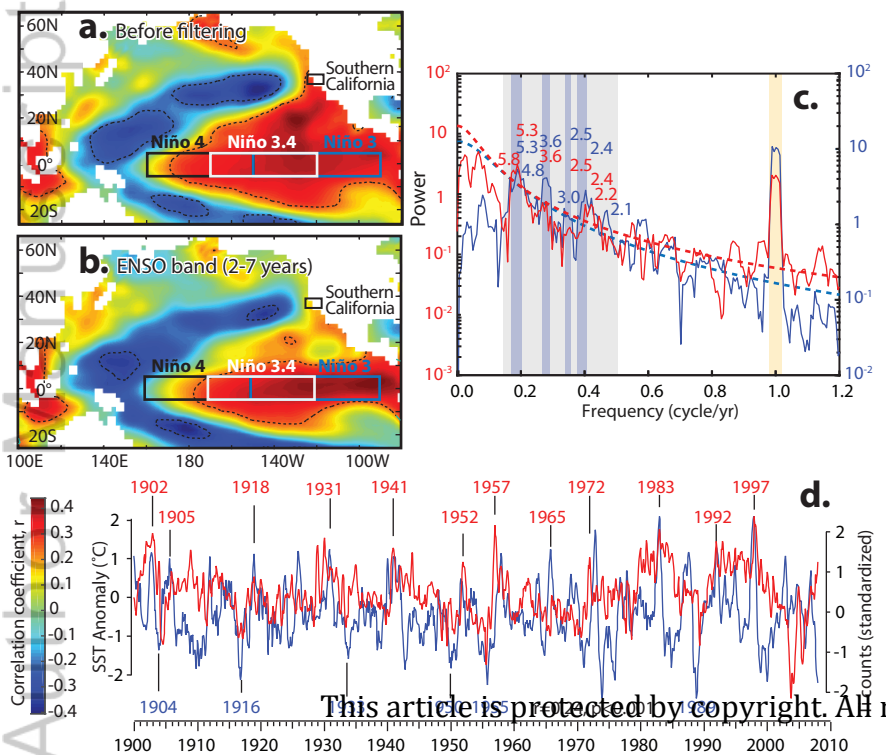 a. Before filtering
60N
40N
20N
0°
20S
Southern
California
Niño 4
Niño 3.4
Niño 3
b. ENSO band (2-7 years)
60N
40N
20N
0°
20S
Southern
California
Niño 4
Niño 3.4
Niño 3
100E 140E 180 140W 100W
c.
Power
10²
10
1
10⁻¹
10⁻²
10⁻³
10²
10
1
10⁻¹
10⁻²
5.8
5.3
5.3
4.8
3.6
3.6
3.0
2.5
2.5
2.4
2.4
2.2
2.1
0.0 0.2 0.4 0.6 0.8 1.0 1.2
Frequency (cycle/yr)
Correlation coefficient, r
0.4
0.3
0.2
0.1
0
-0.1
-0.2
-0.3
-0.4
d.
1902 1918 1931 1941 1957 1972 1983 1997
1905 1952 1966 1992
SST Anomaly (°C)
2
1
0
-1
-2
2
1
0
-1
-2
counts (standardized)
1904 1916
This article is protected by copyright. All
1900 1910 1920 1930 1940 1950 1960 1970 1980 1990 2000 2010
Author Manuscript